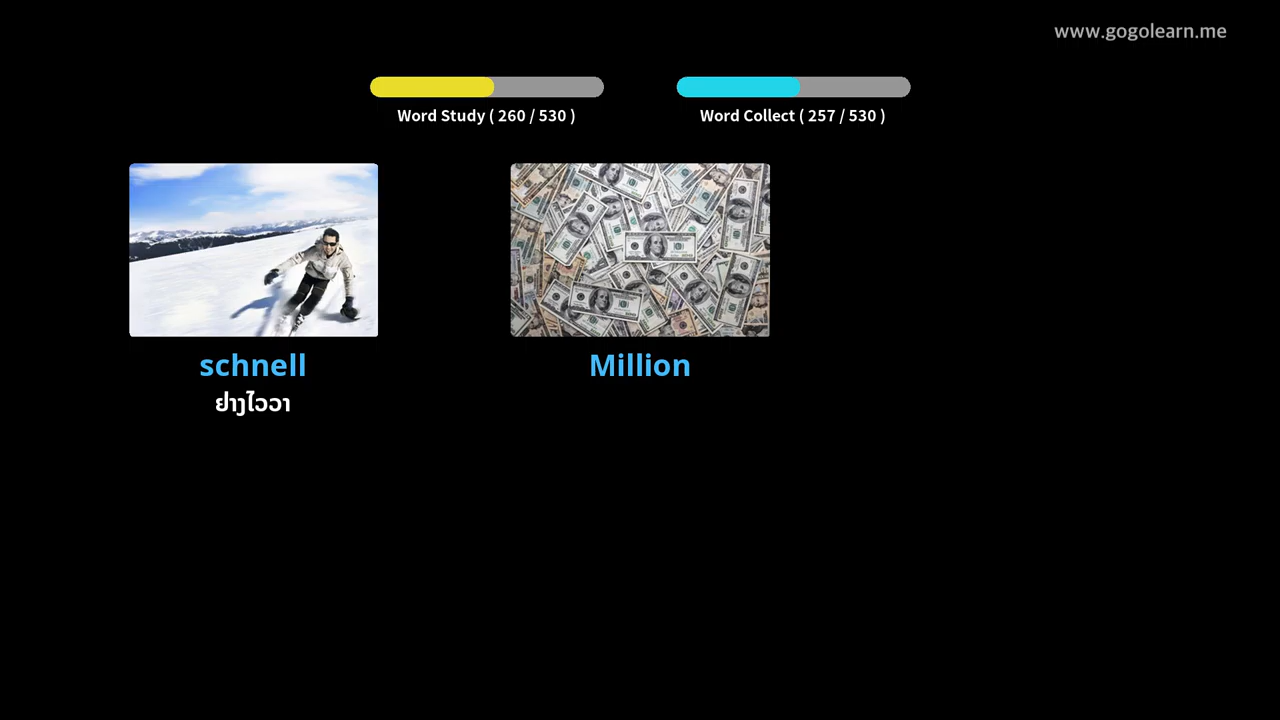 www.gogolearn.me
Word Study ( 260 / 530 )
Word Collect ( 257 / 530 )
schnell
ຢ່າງໄວວາ
Million